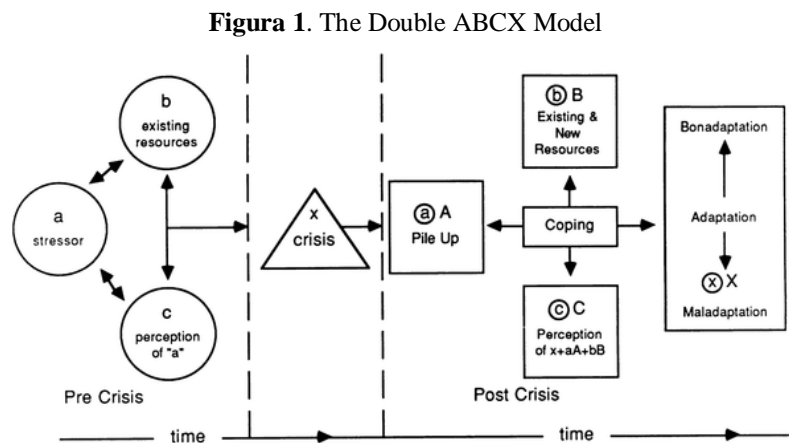 Figura 1. The Double ABCX Model
b
existing
resources
a
stressor
c
perception
of "a"
Pre Crisis
x
crisis
ⓐ A
Pile Up
ⓑ B
Existing &
New
Resources
Coping
ⓒ C
Perception
of x+aA+bB
Post Crisis
Bonadaptation
Adaptation
ⓧ X
Maladaptation
time
time